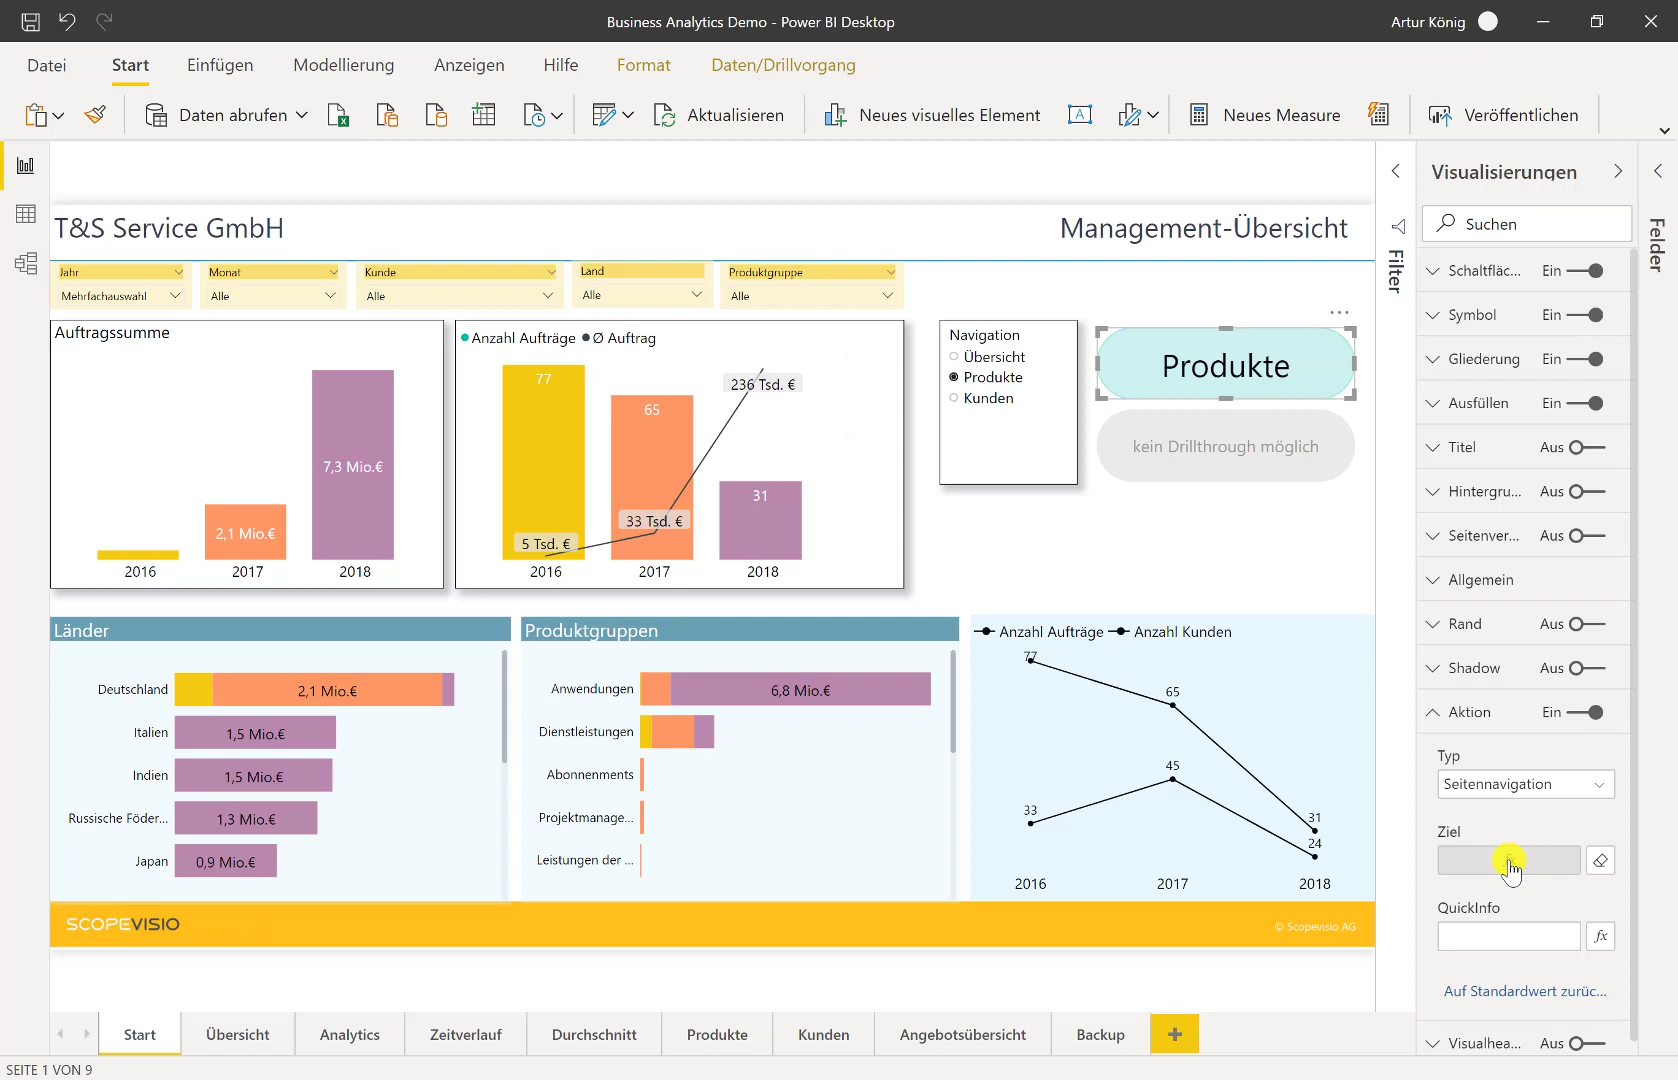 Business Analytics Demo - Power BI Desktop
Artur König
Datei
Start
Einfügen
Modellierung
Anzeigen
Hilfe
Format
Daten/Drillvorgang
Daten abrufen
Aktualisieren
Neues visuelles Element
Neues Measure
Veröffentlichen
T&S Service GmbH
Management-Übersicht
Jahr
Mehrfachauswahl
Monat
Alle
Kunde
Alle
Land
Alle
Produktgruppe
Alle
Auftragssumme
7,3 Mio.€
2,1 Mio.€
2016
2017
2018
Anzahl Aufträge
Ø Auftrag
77
65
31
236 Tsd. €
33 Tsd. €
5 Tsd. €
2016
2017
2018
Navigation
Übersicht
Produkte
Kunden
Produkte
kein Drillthrough möglich
Länder
Deutschland
2,1 Mio.€
Italien
1,5 Mio.€
Indien
1,5 Mio.€
Russische Föder...
1,3 Mio.€
Japan
0,9 Mio.€
Produktgruppen
Anwendungen
6,8 Mio.€
Dienstleistungen
Abonnements
Projektmanage...
Leistungen der ...
Anzahl Aufträge
Anzahl Kunden
77
65
45
33
31
24
2016
2017
2018
SCOPEVISIO
© Scopevisio AG
Filter
Visualisierungen
Suchen
Schaltfläc... Ein
Symbol Ein
Gliederung Ein
Ausfüllen Ein
Titel Aus
Hintergru... Aus
Seitenver... Aus
Allgemein
Rand Aus
Shadow Aus
Aktion Ein
Typ
Seitennavigation
Ziel
QuickInfo
fx
Auf Standardwert zurüc...
Visualhea... Aus
Felder
Start
Übersicht
Analytics
Zeitverlauf
Durchschnitt
Produkte
Kunden
Angebotsübersicht
Backup
SEITE 1 VON 9